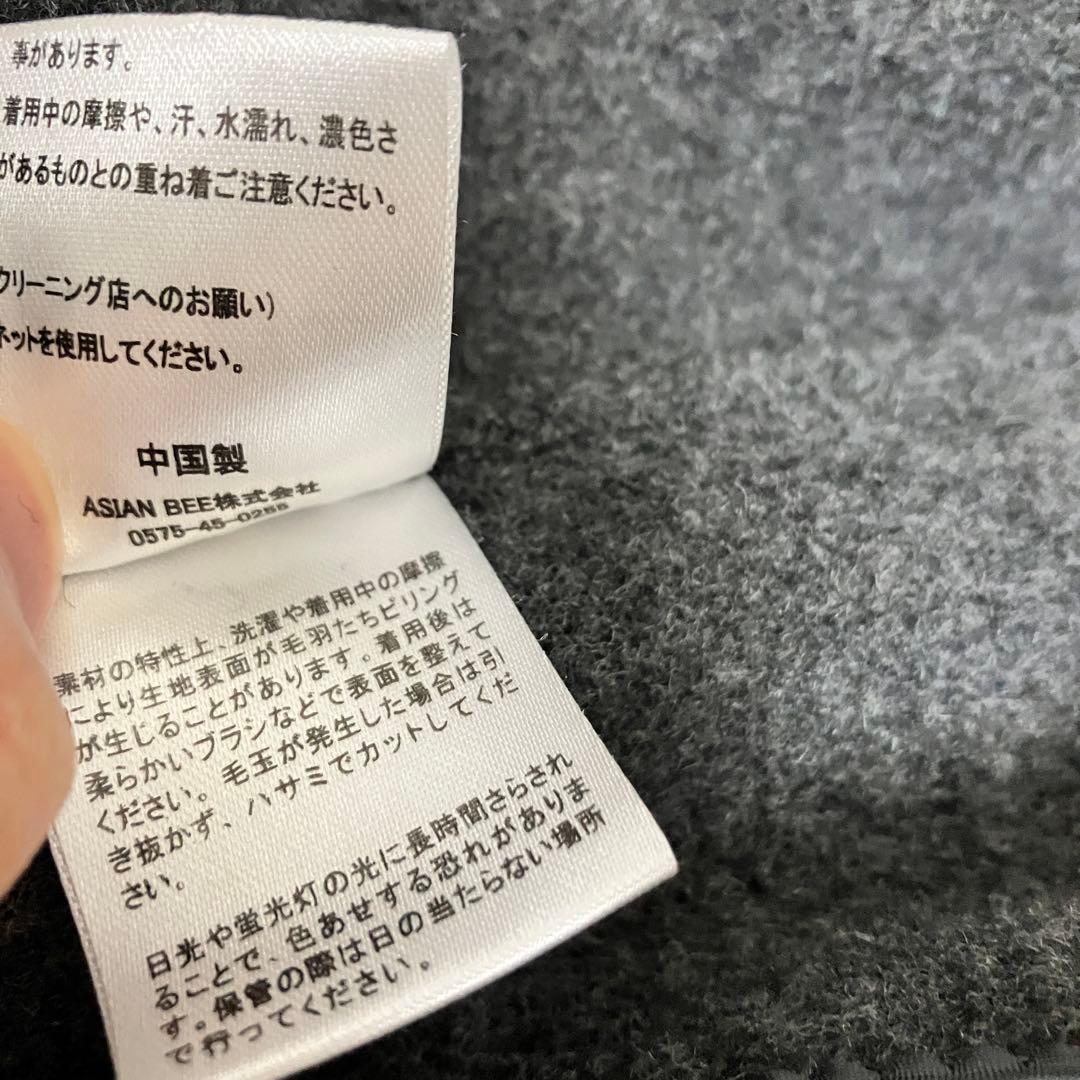 事があります。
着用中の摩擦や、汗、水濡れ、濃色さ
があるものとの重ね着ご注意ください。
クリーニング店へのお願い)
ネットを使用してください。
中国製
ASIAN BEE株式会社
0575-45-0255
素材の特性上、洗濯や着用中の摩擦
により生地表面が毛羽たちピリング
が生じることがあります。着用後は
柔らかいブラシなどで表面を整えて
ください。毛玉が発生した場合は引
き抜かず、ハサミでカットしてくだ
さい。
日光や蛍光灯の光に長時間さらされ
ることで、色あせする恐れがありま
す。保管の際は日の当たらない場所
で行ってください。